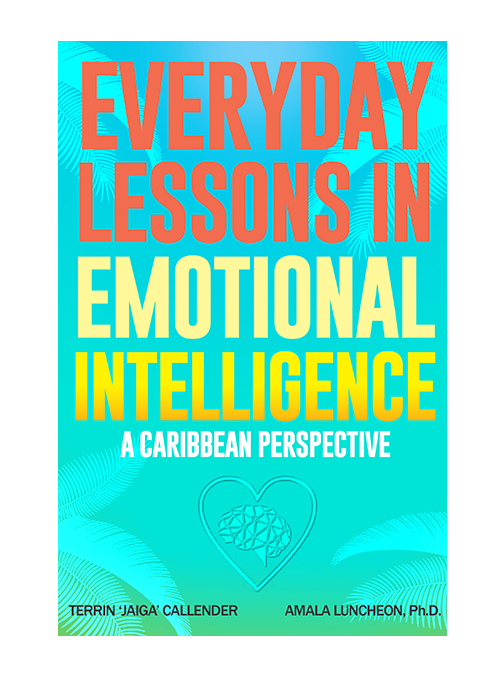 EVERYDAY
LESSONS IN
EMOTIONAL
INTELLIGENCE
A CARIBBEAN PERSPECTIVE
TERRIN ‘JAIGA’ CALLENDER AMALA LUNCHEON, Ph.D.